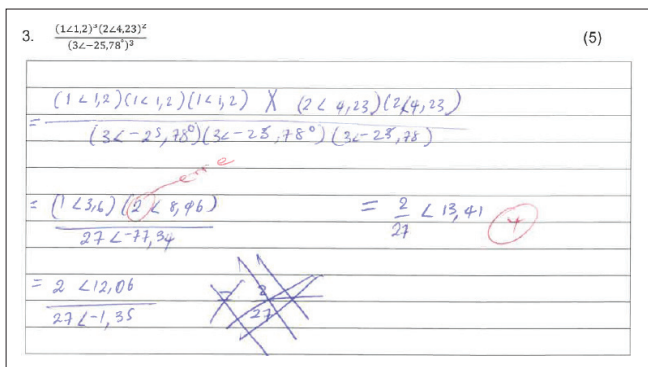 3. (1∠1,2)³(2∠4,23)² / (3∠−25,78°)³ (5)
(1∠1,2)(1∠1,2)(1∠1,2) X (2∠4,23)(2∠4,23)
= (3∠-25,78°)(3∠-25,78°)(3∠-25,78)
= (1∠3,6)(2∠8,46) / 27∠-77,34
= 2/27 ∠13,41
4
= 2∠12,06 / 27∠-1,35
2
27